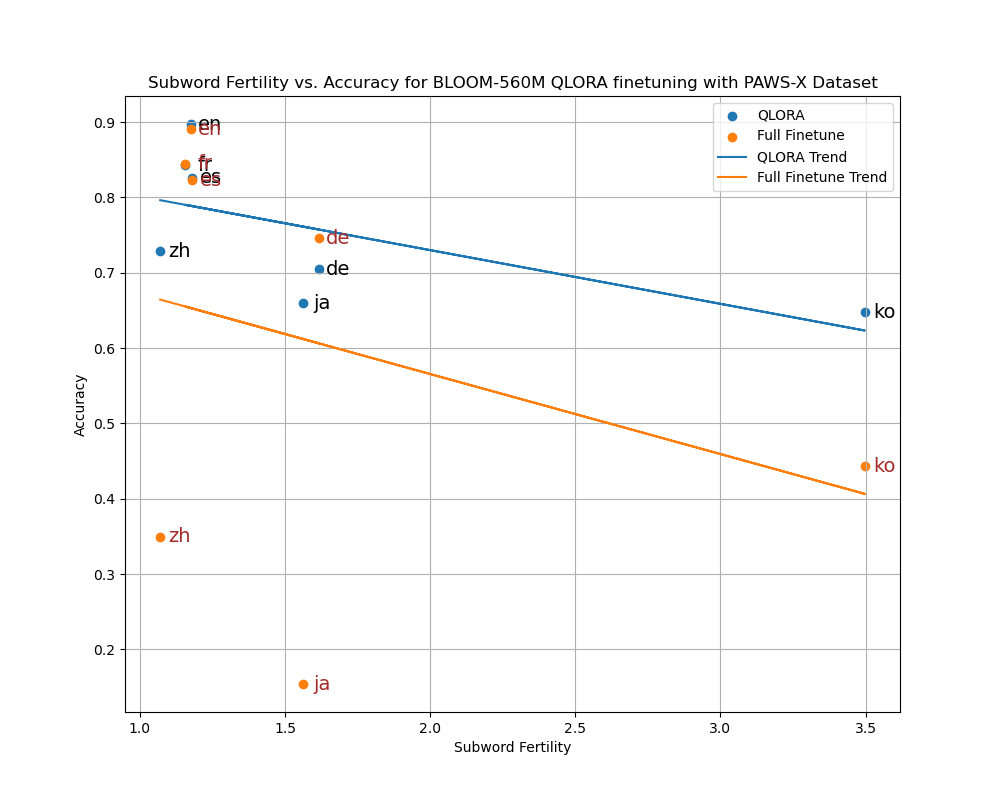 Subword Fertility vs. Accuracy for BLOOM-560M QLORA finetuning with PAWS-X Dataset
QLORA
Full Finetune
QLORA Trend
Full Finetune Trend
en
en
fr
fr
es
es
zh
de
de
ja
ko
ko
zh
ja
0.9
0.8
0.7
0.6
0.5
0.4
0.3
0.2
Accuracy
1.0 1.5 2.0 2.5 3.0 3.5
Subword Fertility